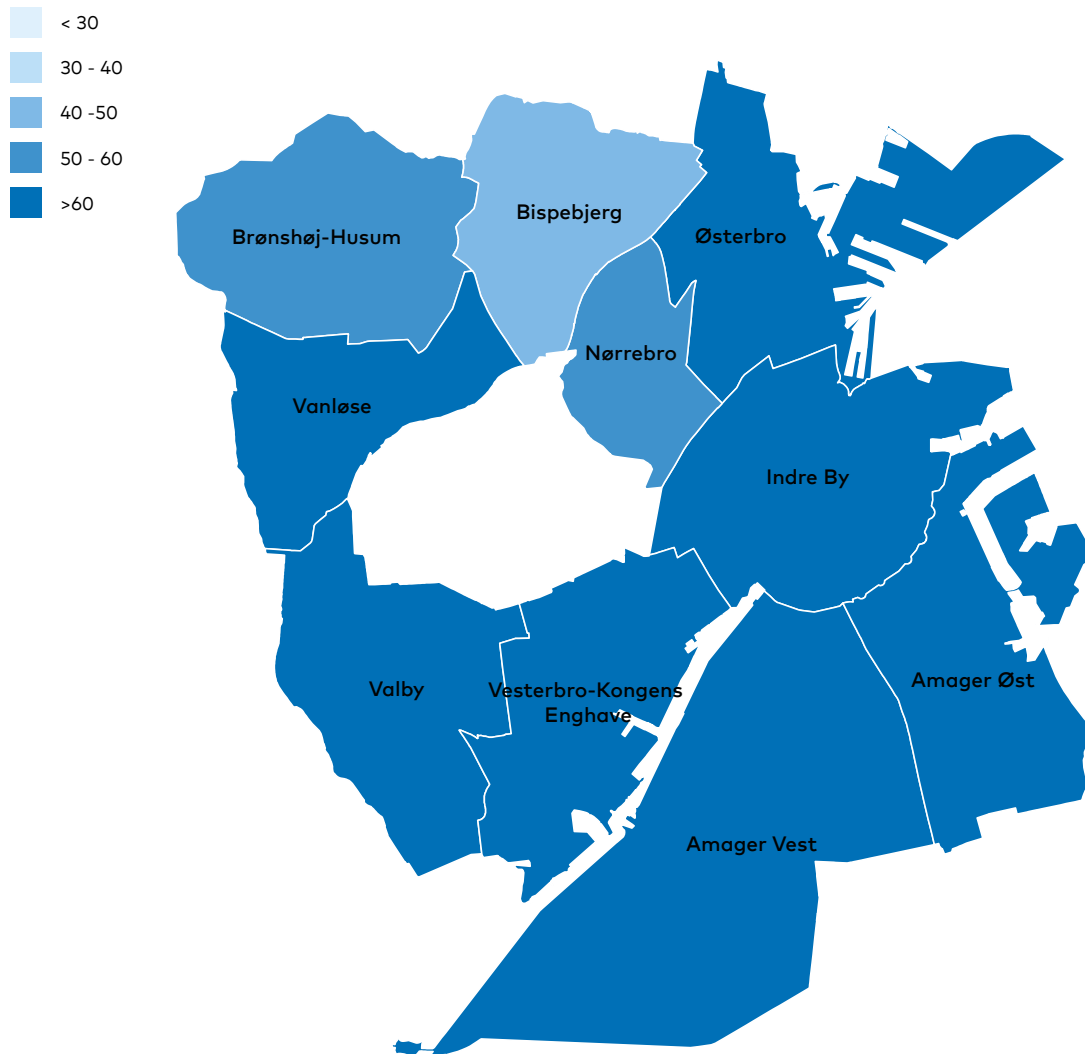 < 30
30 - 40
40 -50
50 - 60
>60
Bispebjerg
Brønshøj-Husum
Østerbro
Nørrebro
Vanløse
Indre By
Amager Øst
Valby
Vesterbro-Kongens
Enghave
Amager Vest